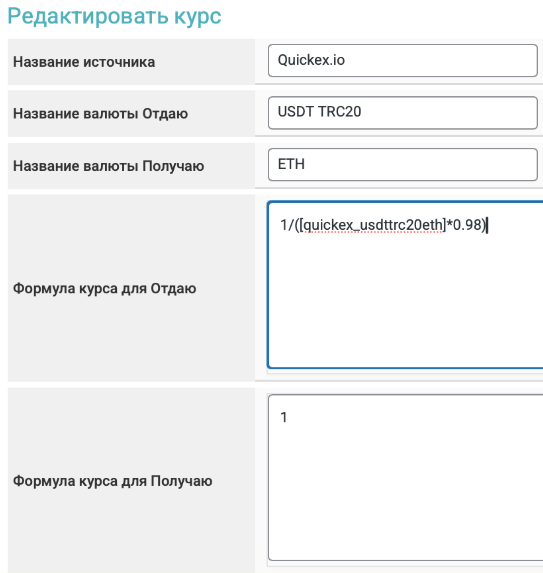 Редактировать курс
Название источника
Quickex.io
Название валюты Отдаю
USDT TRC20
Название валюты Получаю
ETH
Формула курса для Отдаю
1/([quickex_usdttrc20eth]*0.98)
Формула курса для Получаю
1